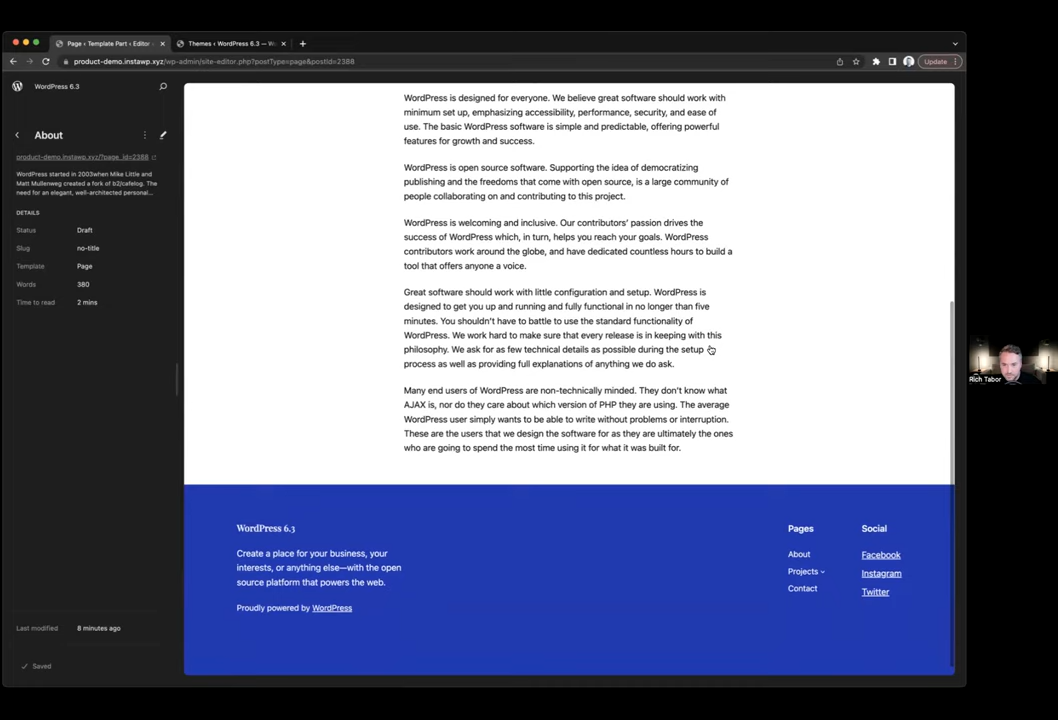 Page ‹ Template Part ‹ Editor
Themes ‹ WordPress 6.3 — W
product-demo.instawp.xyz/wp-admin/site-editor.php?postType=page&postId=2388
Update
WordPress 6.3
About
product-demo.instawp.xyz/?page_id=2388
WordPress started in 2003when Mike Little and
Matt Mullenweg created a fork of b2/cafelog. The
need for an elegant, well-architected personal...
DETAILS
Status Draft
Slug no-title
Template Page
Words 380
Time to read 2 mins
Last modified 8 minutes ago
Saved
WordPress is designed for everyone. We believe great software should work with
minimum set up, emphasizing accessibility, performance, security, and ease of
use. The basic WordPress software is simple and predictable, offering powerful
features for growth and success.
WordPress is open source software. Supporting the idea of democratizing
publishing and the freedoms that come with open source, is a large community of
people collaborating on and contributing to this project.
WordPress is welcoming and inclusive. Our contributors’ passion drives the
success of WordPress which, in turn, helps you reach your goals. WordPress
contributors work around the globe, and have dedicated countless hours to build a
tool that offers anyone a voice.
Great software should work with little configuration and setup. WordPress is
designed to get you up and running and fully functional in no longer than five
minutes. You shouldn’t have to battle to use the standard functionality of
WordPress. We work hard to make sure that every release is in keeping with this
philosophy. We ask for as few technical details as possible during the setup
process as well as providing full explanations of anything we do ask.
Many end users of WordPress are non-technically minded. They don’t know what
AJAX is, nor do they care about which version of PHP they are using. The average
WordPress user simply wants to be able to write without problems or interruption.
These are the users that we design the software for as they are ultimately the ones
who are going to spend the most time using it for what it was built for.
WordPress 6.3
Create a place for your business, your
interests, or anything else—with the open
source platform that powers the web.
Proudly powered by WordPress
Pages
About
Projects
Contact
Social
Facebook
Instagram
Twitter
Rich Tabor